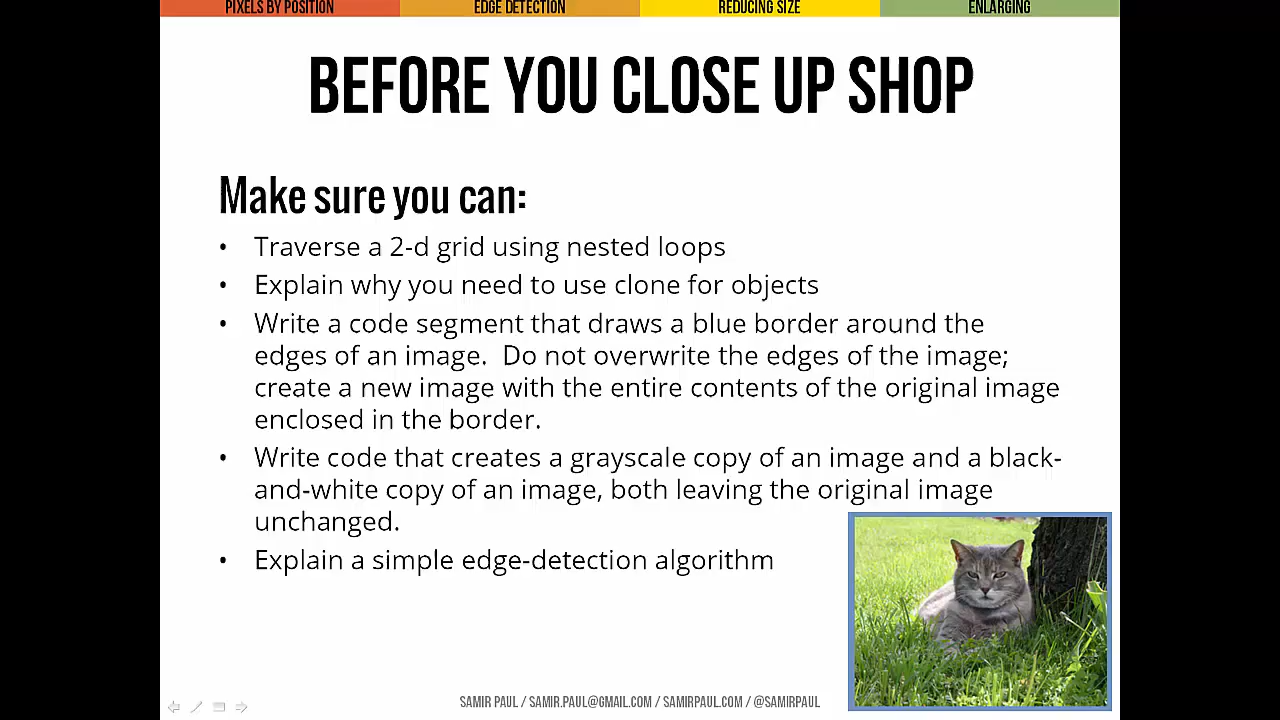 PIXELS BY POSITION
EDGE DETECTION
REDUCING SIZE
ENLARGING
BEFORE YOU CLOSE UP SHOP
Make sure you can:
• Traverse a 2-d grid using nested loops
• Explain why you need to use clone for objects
• Write a code segment that draws a blue border around the
edges of an image.  Do not overwrite the edges of the image;
create a new image with the entire contents of the original image
enclosed in the border.
• Write code that creates a grayscale copy of an image and a black-
and-white copy of an image, both leaving the original image
unchanged.
• Explain a simple edge-detection algorithm
SAMIR PAUL / SAMIR.PAUL@GMAIL.COM / SAMIRPAUL.COM / @SAMIRPAUL